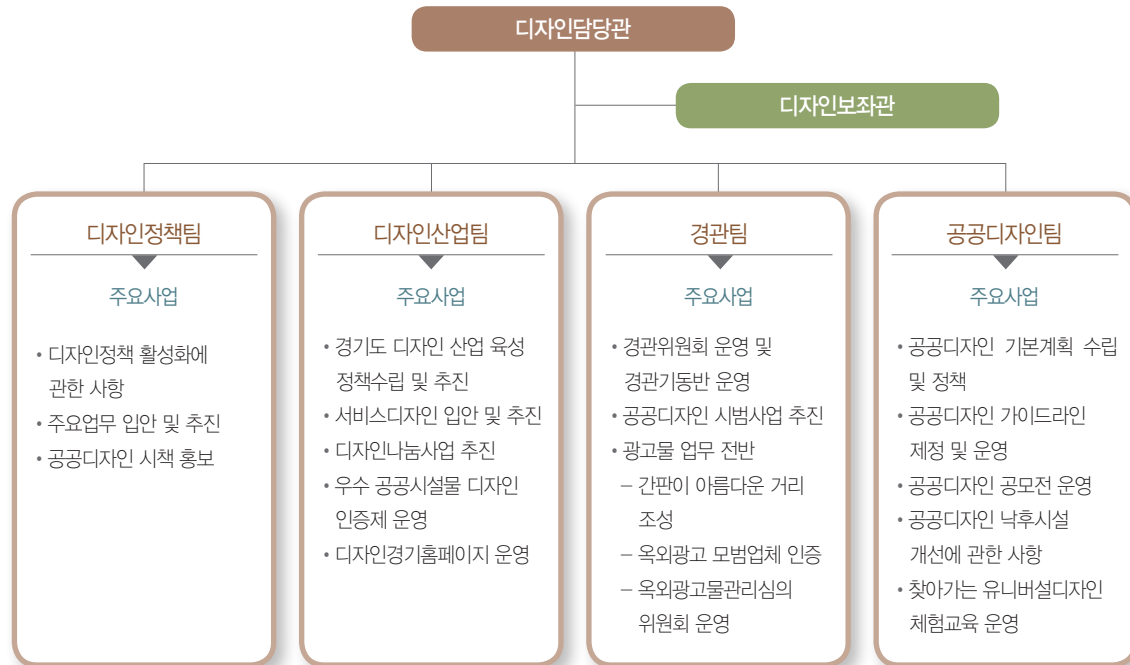 디자인담당관
디자인보좌관
디자인정책팀
주요사업
• 디자인정책 활성화에
관한 사항
• 주요업무 입안 및 추진
• 공공디자인 시책 홍보
디자인산업팀
주요사업
• 경기도 디자인 산업 육성
정책수립 및 추진
• 서비스디자인 입안 및 추진
• 디자인나눔사업 추진
• 우수 공공시설물 디자인
인증제 운영
• 디자인경기홈페이지 운영
경관팀
주요사업
• 경관위원회 운영 및
경관기동반 운영
• 공공디자인 시범사업 추진
• 광고물 업무 전반
– 간판이 아름다운 거리
조성
– 옥외광고 모범업체 인증
– 옥외광고물관리심의
위원회 운영
공공디자인팀
주요사업
• 공공디자인 기본계획 수립
및 정책
• 공공디자인 가이드라인
제정 및 운영
• 공공디자인 공모전 운영
• 공공디자인 낙후시설
개선에 관한 사항
• 찾아가는 유니버설디자인
체험교육 운영